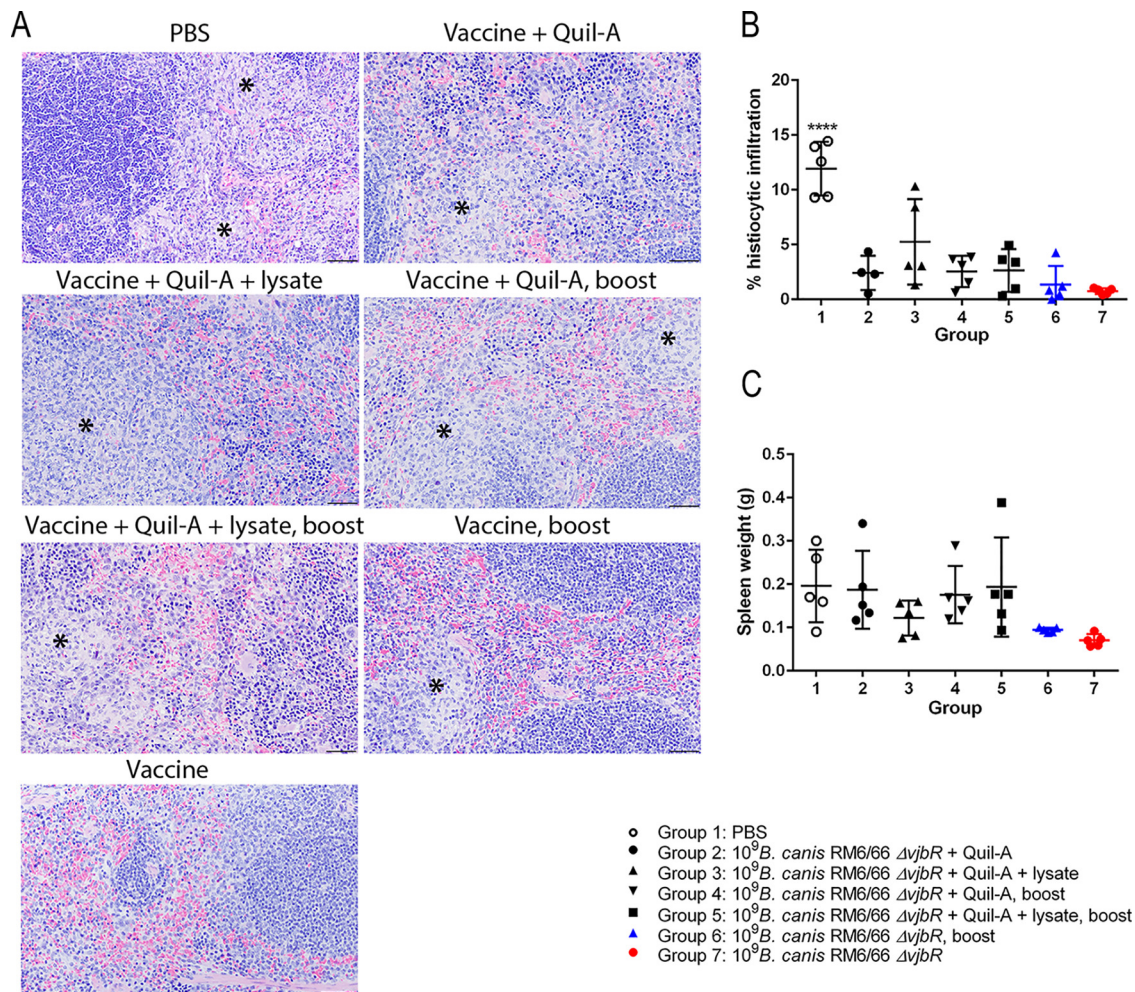 A
PBS
Vaccine + Quil-A
*
*
*
Vaccine + Quil-A + lysate
Vaccine + Quil-A, boost
*
*
*
Vaccine + Quil-A + lysate, boost
Vaccine, boost
*
*
Vaccine
B
% histiocytic infiltration
20
15
10
5
0
****
1 2 3 4 5 6 7
Group
C
Spleen weight (g)
0.5
0.4
0.3
0.2
0.1
0.0
1 2 3 4 5 6 7
Group
Group 1: PBS
Group 2: 10⁹B. canis RM6/66 ΔvjbR + Quil-A
Group 3: 10⁹B. canis RM6/66 ΔvjbR + Quil-A + lysate
Group 4: 10⁹B. canis RM6/66 ΔvjbR + Quil-A, boost
Group 5: 10⁹B. canis RM6/66 ΔvjbR + Quil-A + lysate, boost
Group 6: 10⁹B. canis RM6/66 ΔvjbR, boost
Group 7: 10⁹B. canis RM6/66 ΔvjbR